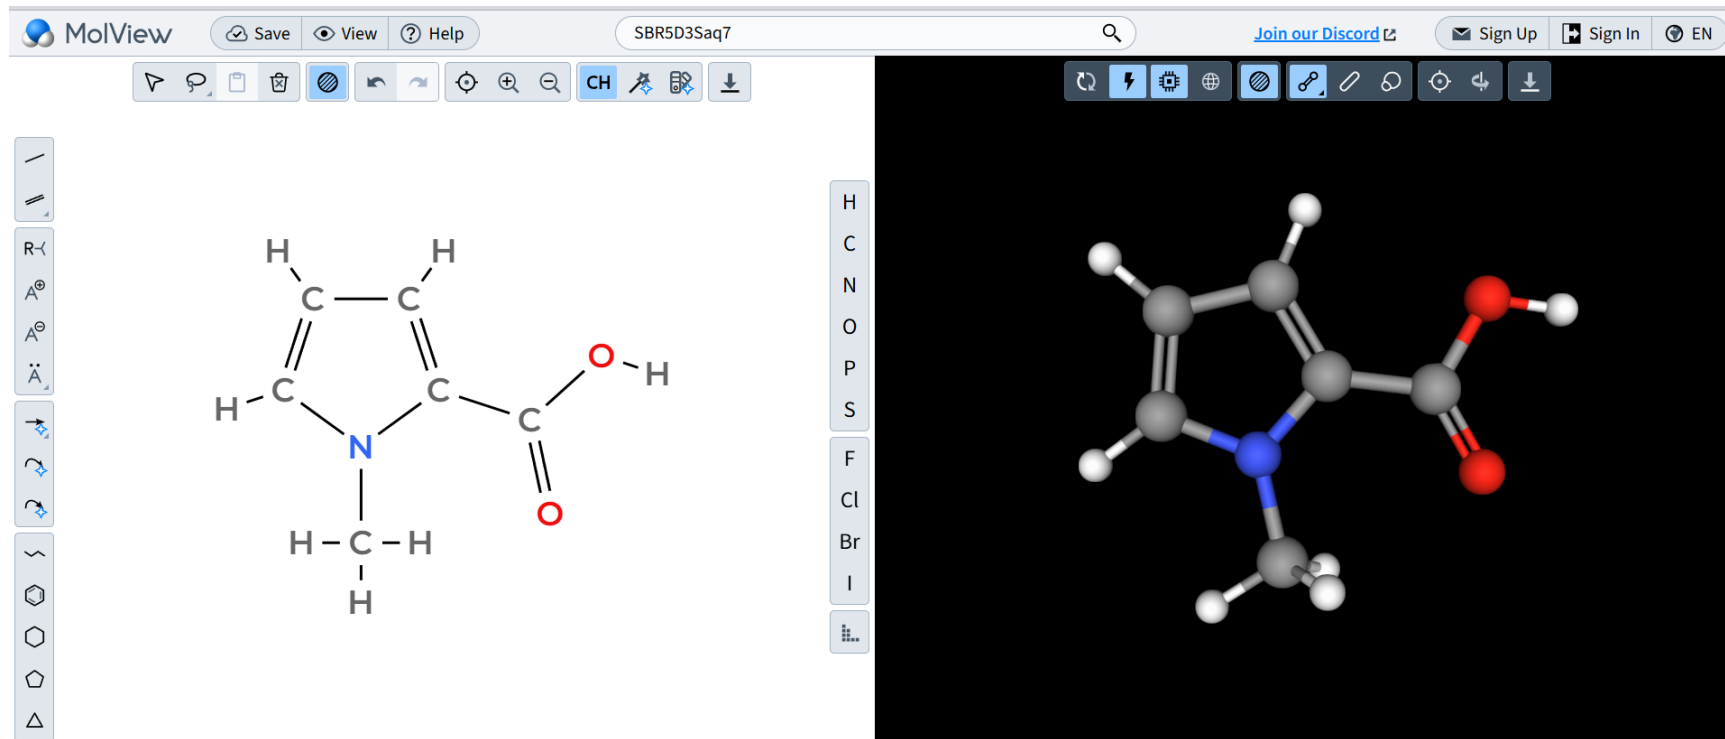 MolView Save View Help SBR5D3Saq7 Join our Discord Sign Up Sign In EN
CH
R
A⊕
A⊖
Ä
H H
C C
H C C C O H
N
O
H C H
H
H
C
N
O
P
S
F
Cl
Br
I